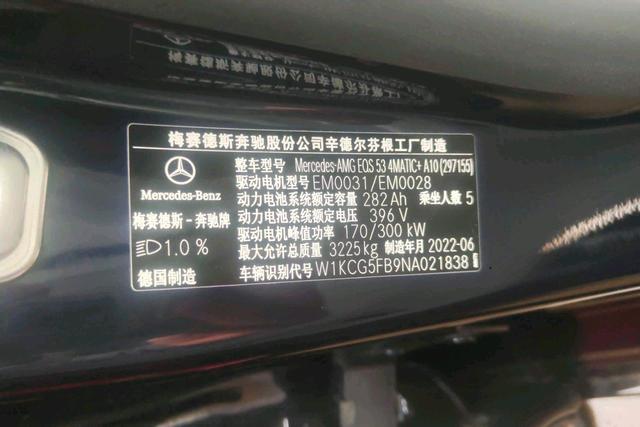 梅赛德斯奔驰股份公司辛德尔芬根工厂制造
整车型号 Mercedes-AMG EQS 53 4MATIC+ A10 (297155)
驱动电机型号 EM0031/EM0028
动力电池系统额定容量 282 Ah 乘坐人数 5
动力电池系统额定电压 396 V
驱动电机峰值功率 170/300 kW
最大允许总质量 3225 kg 制造年月 2022-06
车辆识别代号 W1KCG5FB9NA021838
Mercedes-Benz
梅赛德斯－奔驰牌
1.0 %
德国制造